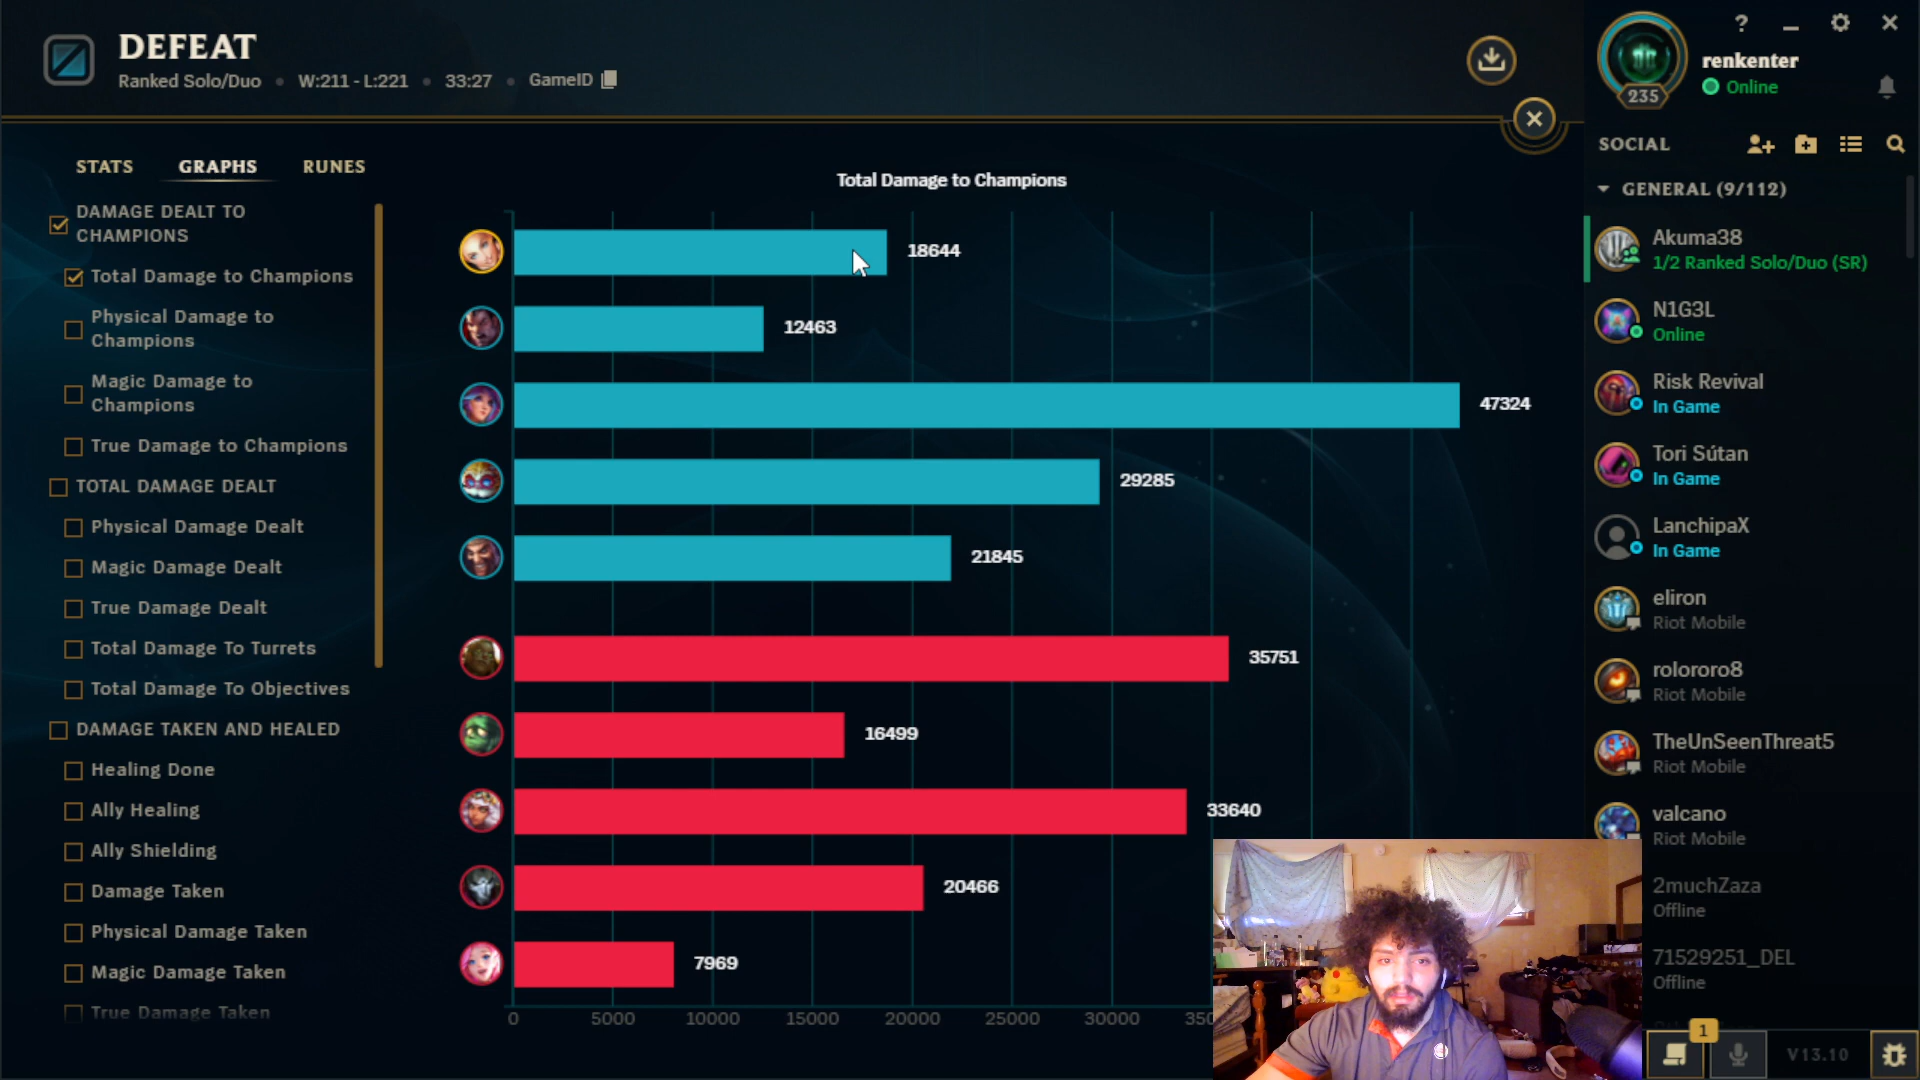 DEFEAT
Ranked Solo/Duo • W:211 - L:221 • 33:27 • GameID
STATS GRAPHS RUNES
DAMAGE DEALT TO
CHAMPIONS
Total Damage to Champions
Physical Damage to
Champions
Magic Damage to
Champions
True Damage to Champions
TOTAL DAMAGE DEALT
Physical Damage Dealt
Magic Damage Dealt
True Damage Dealt
Total Damage To Turrets
Total Damage To Objectives
DAMAGE TAKEN AND HEALED
Healing Done
Ally Healing
Ally Shielding
Damage Taken
Physical Damage Taken
Magic Damage Taken
True Damage Taken
Total Damage to Champions
18644
12463
47324
29285
21845
35751
16499
33640
20466
7969
0 5000 10000 15000 20000 25000 30000
?
renkenter
235
Online
SOCIAL
GENERAL (9/112)
Akuma38
1/2 Ranked Solo/Duo (SR)
N1G3L
Online
Risk Revival
In Game
Tori Sútan
In Game
LanchipaX
In Game
eliron
Riot Mobile
rolororo8
Riot Mobile
TheUnSeenThreat5
Riot Mobile
valcano
Riot Mobile
2muchZaza
Offline
71529251_DEL
Offline
1
V13.10